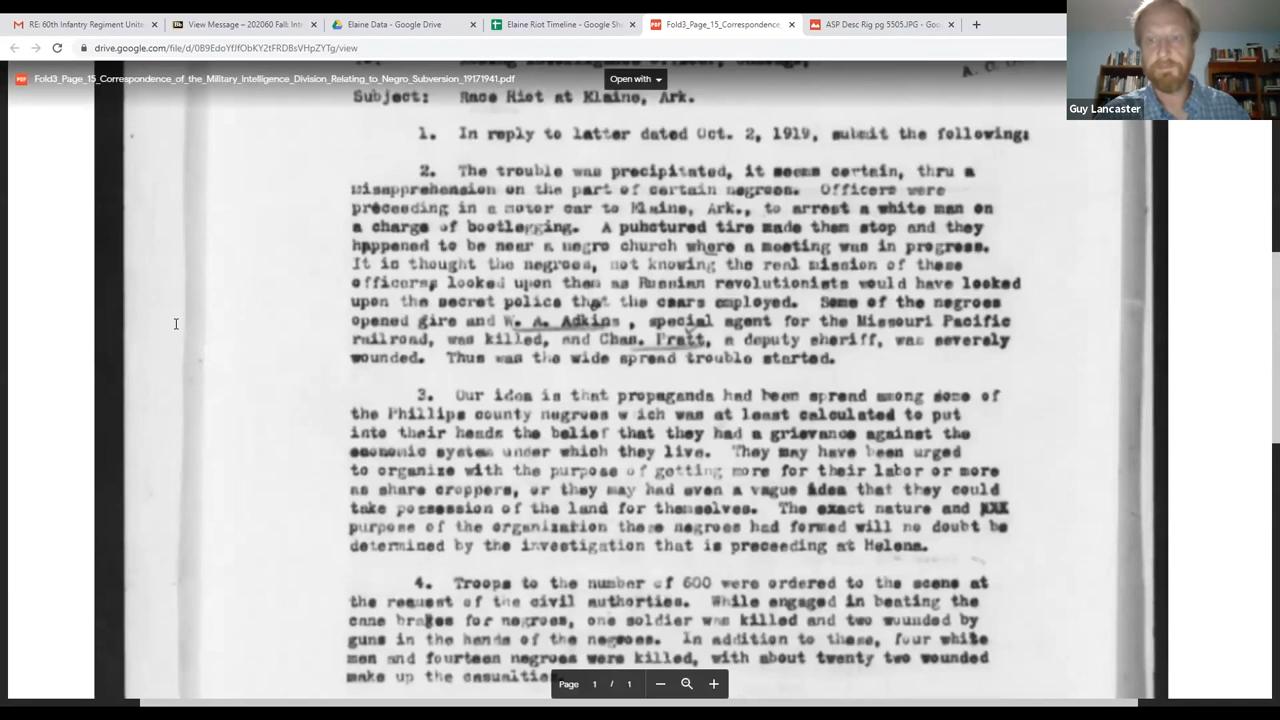 RE: 60th Infantry Regiment Unite
View Message – 202060 Fall: Inte
Elaine Data - Google Drive
Elaine Riot Timeline - Google She
Fold3_Page_15_Correspondence_
ASP Desc Rig pg 5505.JPG - Goo
drive.google.com/file/d/0B9EdoYfJfObKY2tFRDBsVHpZYTg/view
Fold3_Page_15_Correspondence_of_the_Military_Intelligence_Division_Relating_to_Negro_Subversion_19171941.pdf
Open with
Guy Lancaster
Subject: Race Riot at Elaine, Ark.
1. In reply to latter dated Oct. 2, 1919, submit the following:
2. The trouble was precipitated, it seems certain, thru a
misapprehension on the part of certain negroes. Officers were
preceeding in a motor car to Elaine, Ark., to arrest a white man on
a charge of bootlegging. A puhctured tire made them stop and they
happened to be near a negro church where a meeting was in progress.
It is thought the negroes, not knowing the real mission of these
officers, looked upon them as Russian revolutionists would have looked
upon the secret police that the czars employed. Some of the negroes
opened gire and W. A. Adkins, special agent for the Missouri Pacific
railroad, was killed, and Chas. Pratt, a deputy sheriff, was severaly
wounded. Thus was the wide spread trouble started.
3. Our idea is that propaganda had been spread among some of
the Phillips county negroes w ich was at least calculated to put
into their heads the belief that they had a grievance against the
economic system under which they live. They may have been urged
to organize with the purpose of getting more for their labor or more
as share croppers, or they may had even a vague idea that they could
take possession of the land for themselves. The exact nature and XXX
purpose of the organization these negroes had formed will no doubt be
determined by the investigation that is preceeding at Helena.
4. Troops to the number of 600 were ordered to the scene at
the request of the civil authorties. While engaged in beating the
cane brakes for negroes, one soldier was killed and two wounded by
guns in the hands of the negroes. In addition to these, four white
men and fourteen negroes were killed, with about twenty two wounded
make up the casualties
Page 1 / 1